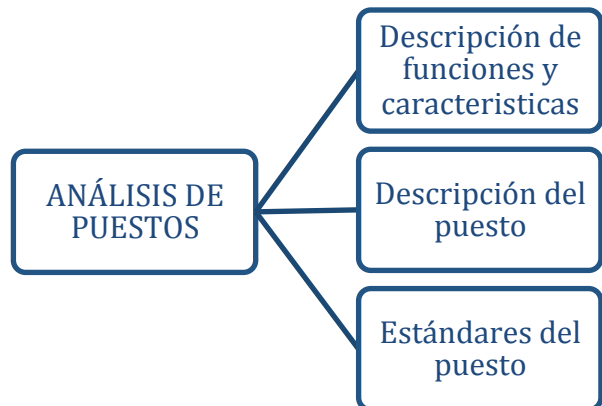 Descripción de
funciones y
caracteristicas
ANÁLISIS DE
PUESTOS
Descripción del
puesto
Estándares del
puesto